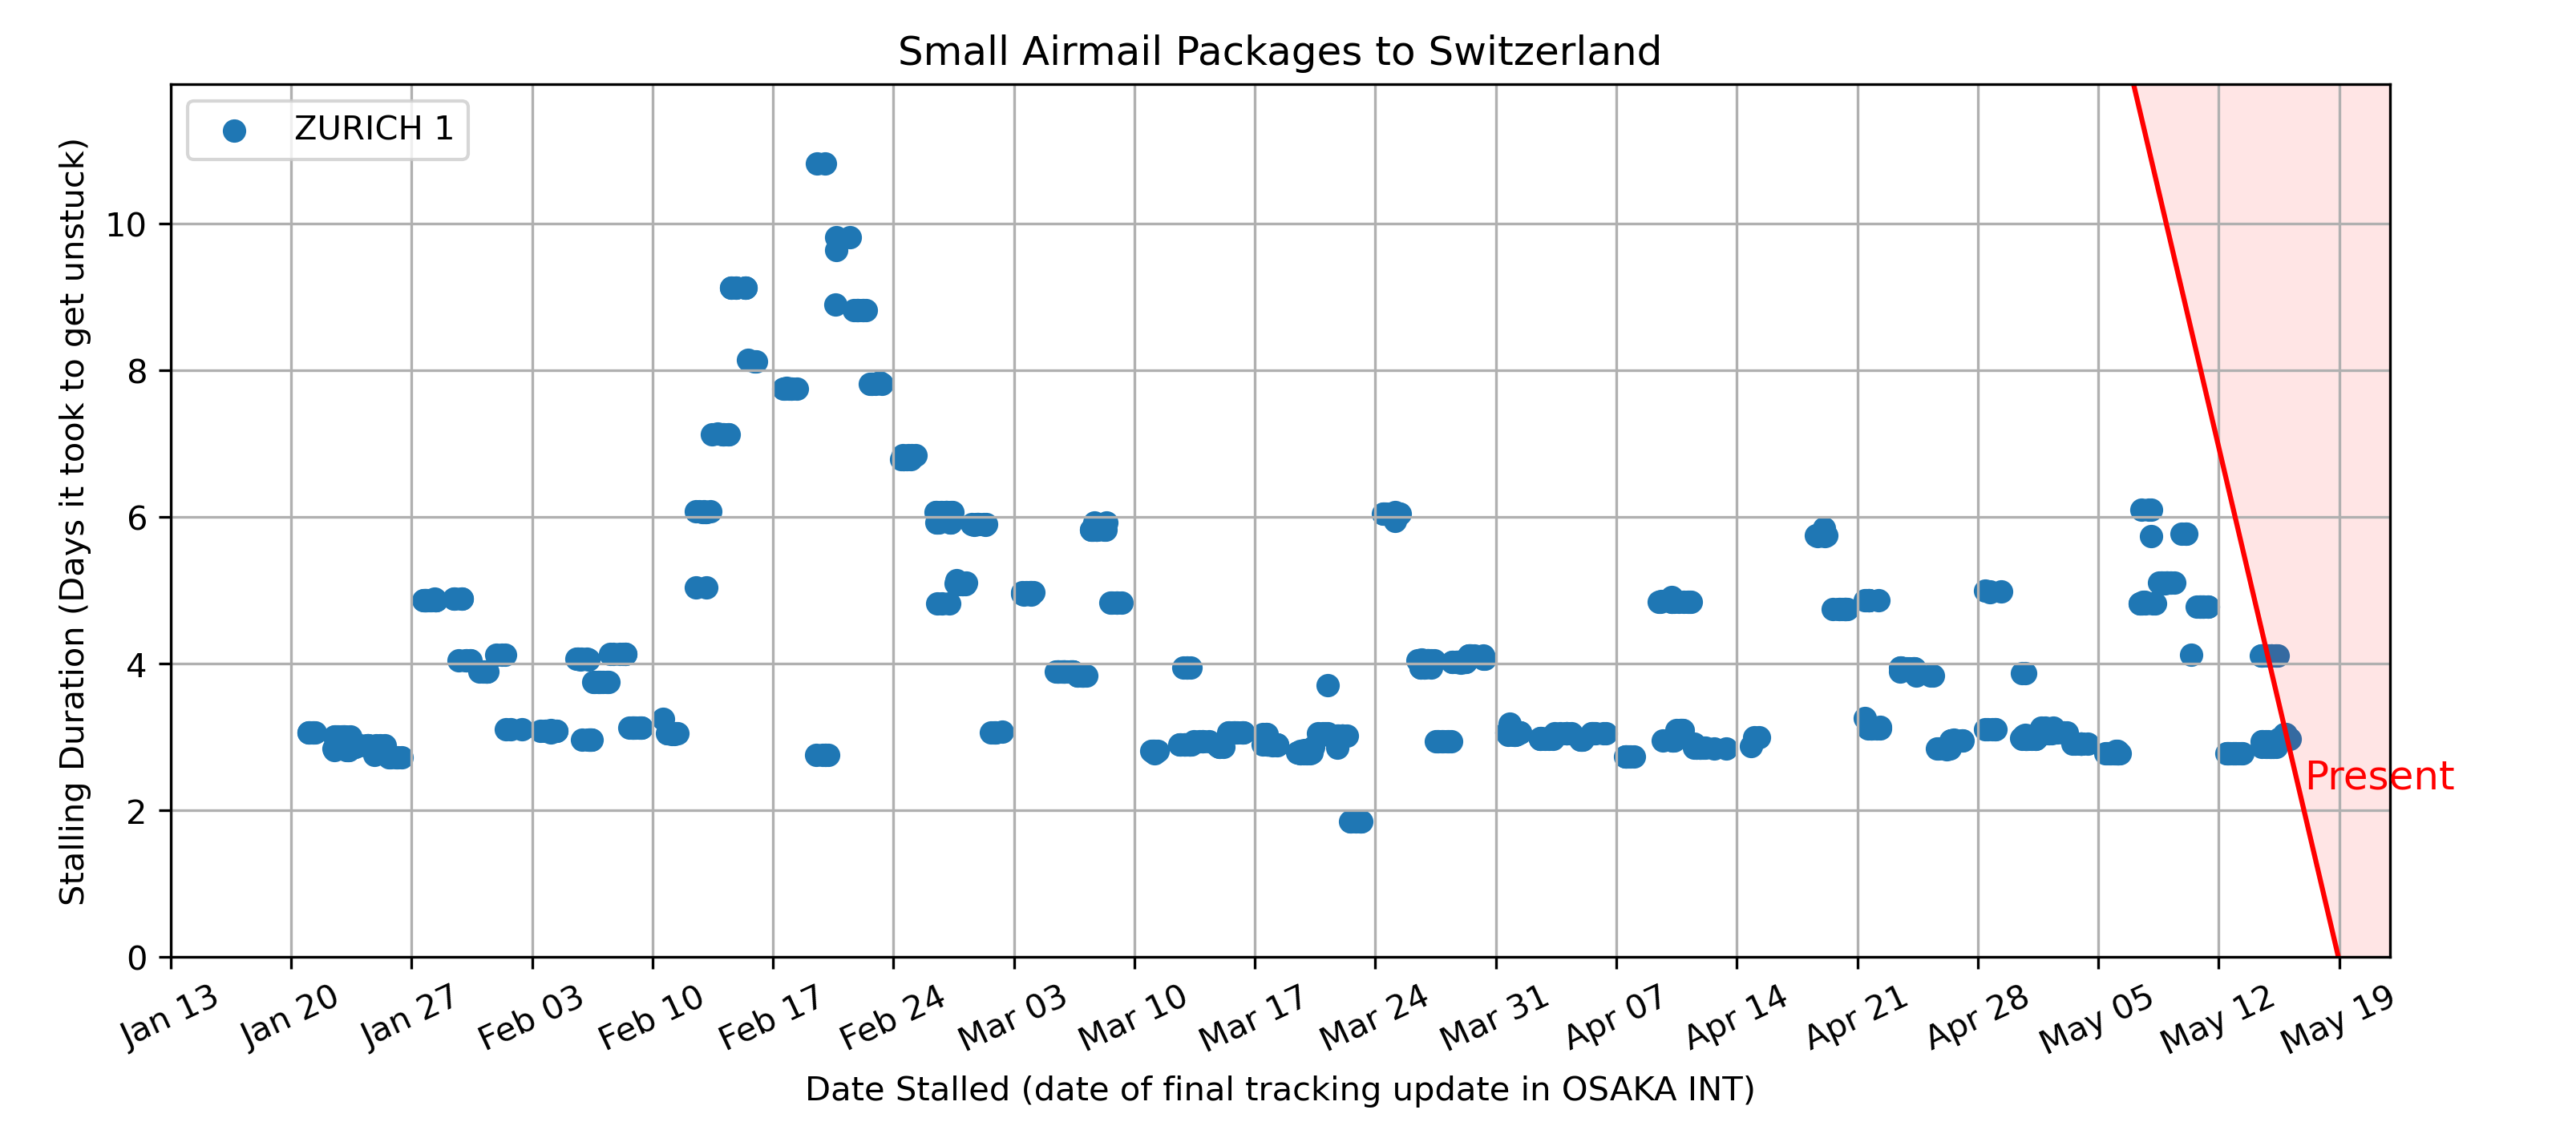 Small Airmail Packages to Switzerland
ZURICH 1
Stalling Duration (Days it took to get unstuck)
10
8
6
4
2
0
Present
Jan 13
Jan 20
Jan 27
Feb 03
Feb 10
Feb 17
Feb 24
Mar 03
Mar 10
Mar 17
Mar 24
Mar 31
Apr 07
Apr 14
Apr 21
Apr 28
May 05
May 12
May 19
Date Stalled (date of final tracking update in OSAKA INT)